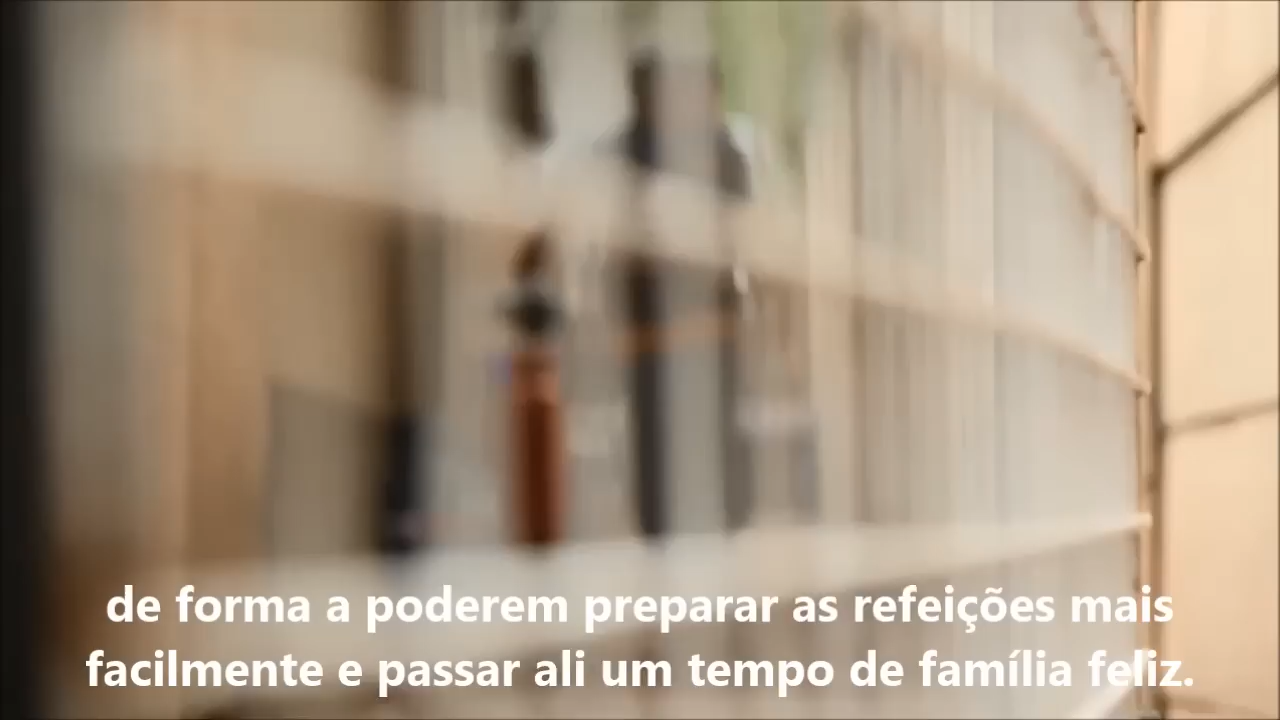 de forma a poderem preparar as refeições mais
facilmente e passar ali um tempo de família feliz.